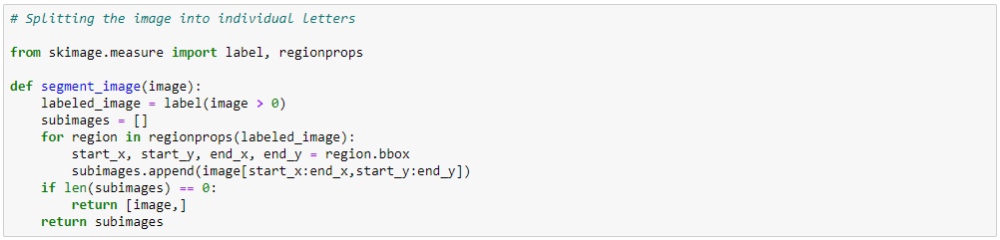 # Splitting the image into individual letters
from skimage.measure import label, regionprops
def segment_image(image):
    labeled_image = label(image > 0)
    subimages = []
    for region in regionprops(labeled_image):
        start_x, start_y, end_x, end_y = region.bbox
        subimages.append(image[start_x:end_x,start_y:end_y])
    if len(subimages) == 0:
        return [image,]
    return subimages